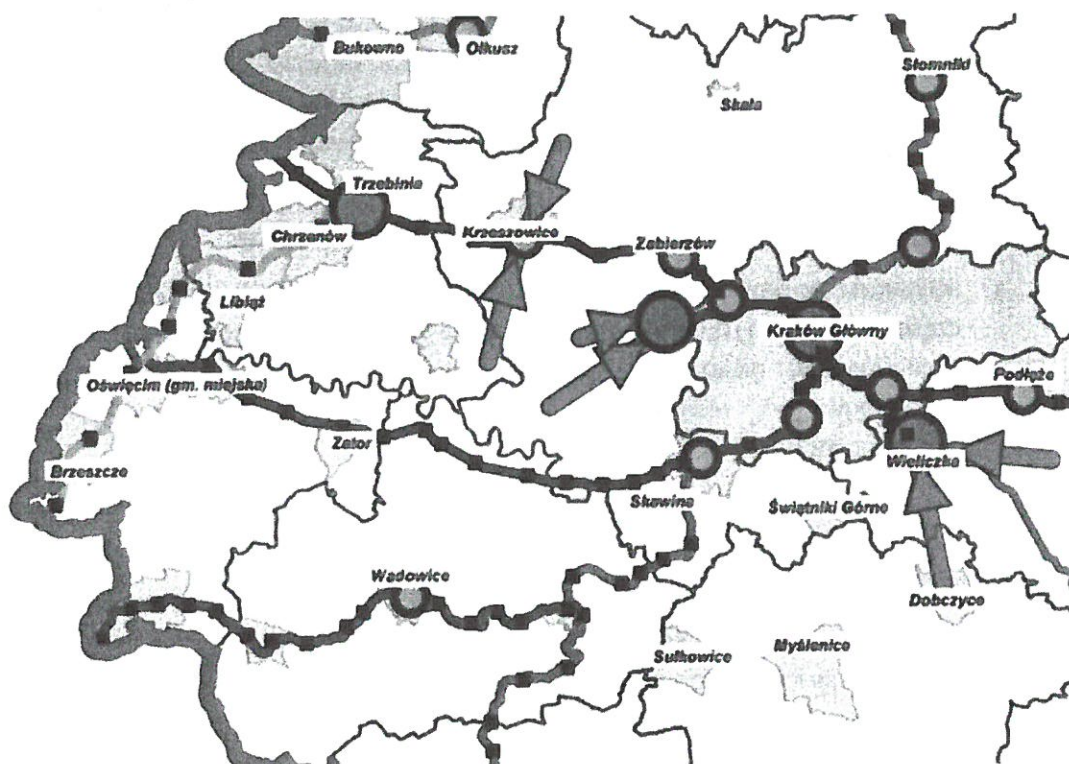 Bukowno
Olkusz
Słomniki
Skała
Trzebinia
Chrzanów
Krzeszowice
Zabierzów
Libiąż
Kraków Główny
Oświęcim (gm. miejska)
Podłęże
Zator
Brzeszcze
Skawina
Wieliczka
Świątniki Górne
Wadowice
Dobczyce
Sułkowice
Myślenice